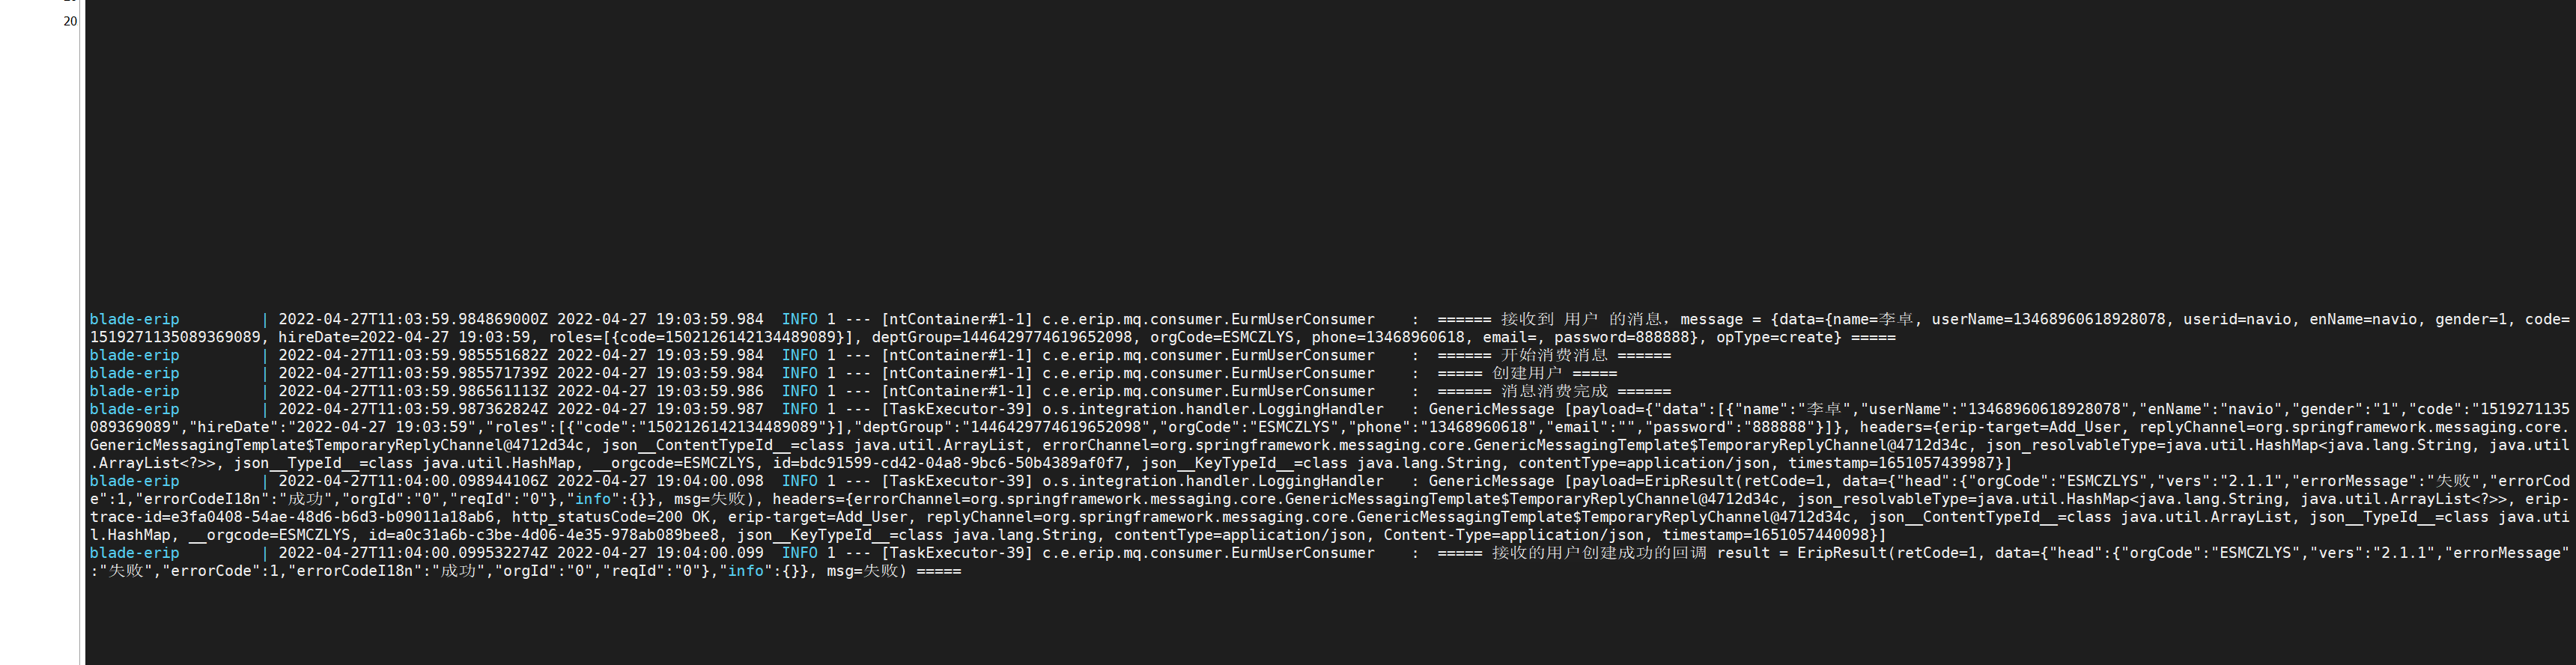 20
blade-erip         | 2022-04-27T11:03:59.984869000Z 2022-04-27 19:03:59.984  INFO 1 --- [ntContainer#1-1] c.e.erip.mq.consumer.EurmUserConsumer    :  ====== 接收到 用户 的消息，message = {data={name=李卓, userName=13468960618928078, userid=navio, enName=navio, gender=1, code=
1519271135089369089, hireDate=2022-04-27 19:03:59, roles=[{code=1502126142134489089}], deptGroup=1446429774619652098, orgCode=ESMCZLYS, phone=13468960618, email=, password=888888}, opType=create} =====
blade-erip         | 2022-04-27T11:03:59.985551682Z 2022-04-27 19:03:59.984  INFO 1 --- [ntContainer#1-1] c.e.erip.mq.consumer.EurmUserConsumer    :  ====== 开始消费消息 ======
blade-erip         | 2022-04-27T11:03:59.985571739Z 2022-04-27 19:03:59.984  INFO 1 --- [ntContainer#1-1] c.e.erip.mq.consumer.EurmUserConsumer    :  ===== 创建用户 =====
blade-erip         | 2022-04-27T11:03:59.986561113Z 2022-04-27 19:03:59.986  INFO 1 --- [ntContainer#1-1] c.e.erip.mq.consumer.EurmUserConsumer    :  ====== 消息消费完成 ======
blade-erip         | 2022-04-27T11:03:59.987362824Z 2022-04-27 19:03:59.987  INFO 1 --- [TaskExecutor-39] o.s.integration.handler.LoggingHandler   : GenericMessage [payload={"data":[{"name":"李卓","userName":"13468960618928078","enName":"navio","gender":"1","code":"1519271135
089369089","hireDate":"2022-04-27 19:03:59","roles":[{"code":"1502126142134489089"}],"deptGroup":"1446429774619652098","orgCode":"ESMCZLYS","phone":"13468960618","email":"","password":"888888"}]}, headers={erip-target=Add_User, replyChannel=org.springframework.messaging.core.
GenericMessagingTemplate$TemporaryReplyChannel@4712d34c, json__ContentTypeId__=class java.util.ArrayList, errorChannel=org.springframework.messaging.core.GenericMessagingTemplate$TemporaryReplyChannel@4712d34c, json_resolvableType=java.util.HashMap<java.lang.String, java.util
.ArrayList<?>>, json__TypeId__=class java.util.HashMap, __orgcode=ESMCZLYS, id=bdc91599-cd42-04a8-9bc6-50b4389af0f7, json__KeyTypeId__=class java.lang.String, contentType=application/json, timestamp=1651057439987}]
blade-erip         | 2022-04-27T11:04:00.098944106Z 2022-04-27 19:04:00.098  INFO 1 --- [TaskExecutor-39] o.s.integration.handler.LoggingHandler   : GenericMessage [payload=EripResult(retCode=1, data={"head":{"orgCode":"ESMCZLYS","vers":"2.1.1","errorMessage":"失败","errorCod
e":1,"errorCodeI18n":"成功","orgId":"0","reqId":"0"},"info":{}}, msg=失败), headers={errorChannel=org.springframework.messaging.core.GenericMessagingTemplate$TemporaryReplyChannel@4712d34c, json_resolvableType=java.util.HashMap<java.lang.String, java.util.ArrayList<?>>, erip-
trace-id=e3fa0408-54ae-48d6-b6d3-b09011a18ab6, http_statusCode=200 OK, erip-target=Add_User, replyChannel=org.springframework.messaging.core.GenericMessagingTemplate$TemporaryReplyChannel@4712d34c, json__ContentTypeId__=class java.util.ArrayList, json__TypeId__=class java.uti
l.HashMap, __orgcode=ESMCZLYS, id=a0c31a6b-c3be-4d06-4e35-978ab089bee8, json__KeyTypeId__=class java.lang.String, contentType=application/json, Content-Type=application/json, timestamp=1651057440098}]
blade-erip         | 2022-04-27T11:04:00.099532274Z 2022-04-27 19:04:00.099  INFO 1 --- [TaskExecutor-39] c.e.erip.mq.consumer.EurmUserConsumer    :  ===== 接收的用户创建成功的回调 result = EripResult(retCode=1, data={"head":{"orgCode":"ESMCZLYS","vers":"2.1.1","errorMessage"
:"失败","errorCode":1,"errorCodeI18n":"成功","orgId":"0","reqId":"0"},"info":{}}, msg=失败) =====